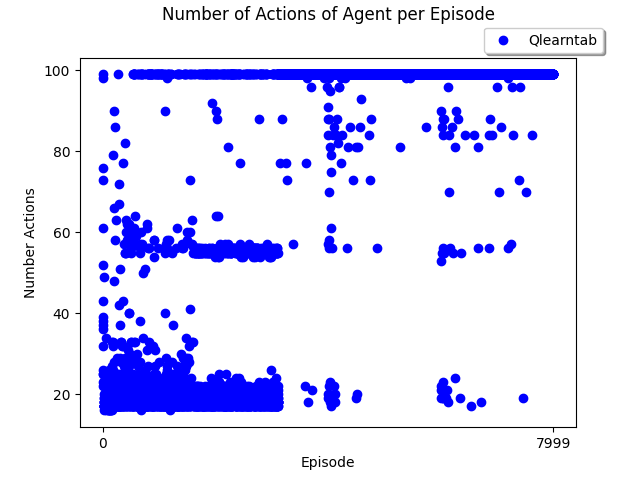 Number of Actions of Agent per Episode
Qlearntab
100
80
60
40
20
Number Actions
0
7999
Episode